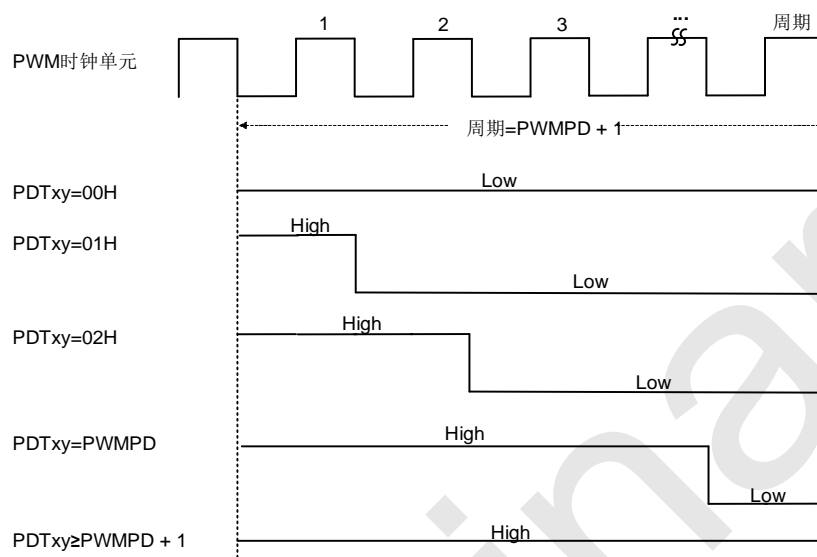 1 2 3 ... 周期
PWM时钟单元
周期=PWMPD + 1
PDTxy=00H Low
PDTxy=01H High
Low
PDTxy=02H High
Low
PDTxy=PWMPD High
Low
PDTxy≥PWMPD + 1 High